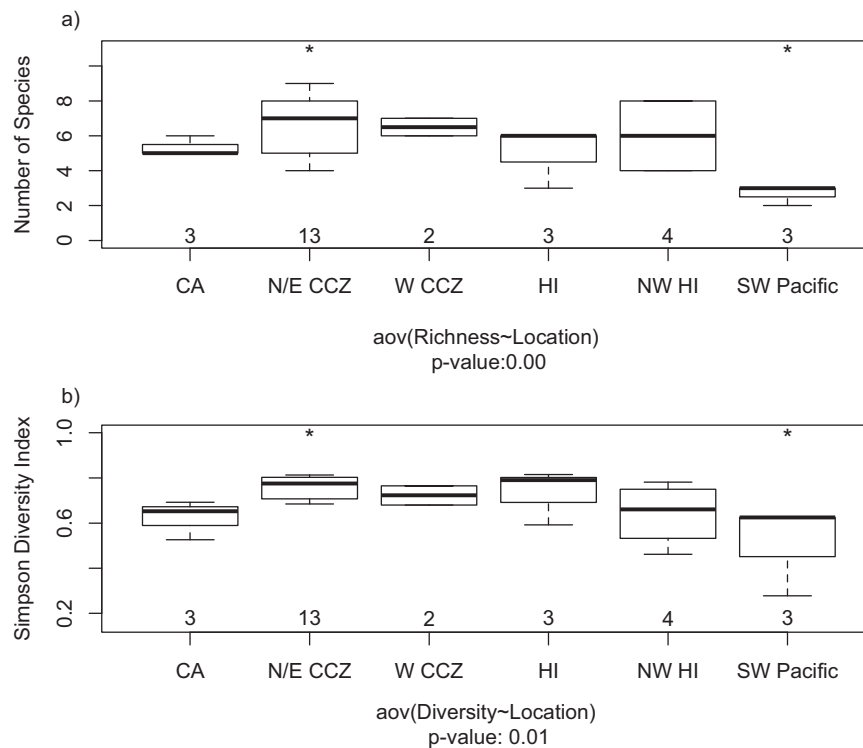 a)
* *
Number of Species
8
6
4
2
0
3 13 2 3 4 3
CA N/E CCZ W CCZ HI NW HI SW Pacific
aov(Richness~Location)
p-value:0.00
b)
* *
Simpson Diversity Index
1.0
0.6
0.2
3 13 2 3 4 3
CA N/E CCZ W CCZ HI NW HI SW Pacific
aov(Diversity~Location)
p-value: 0.01